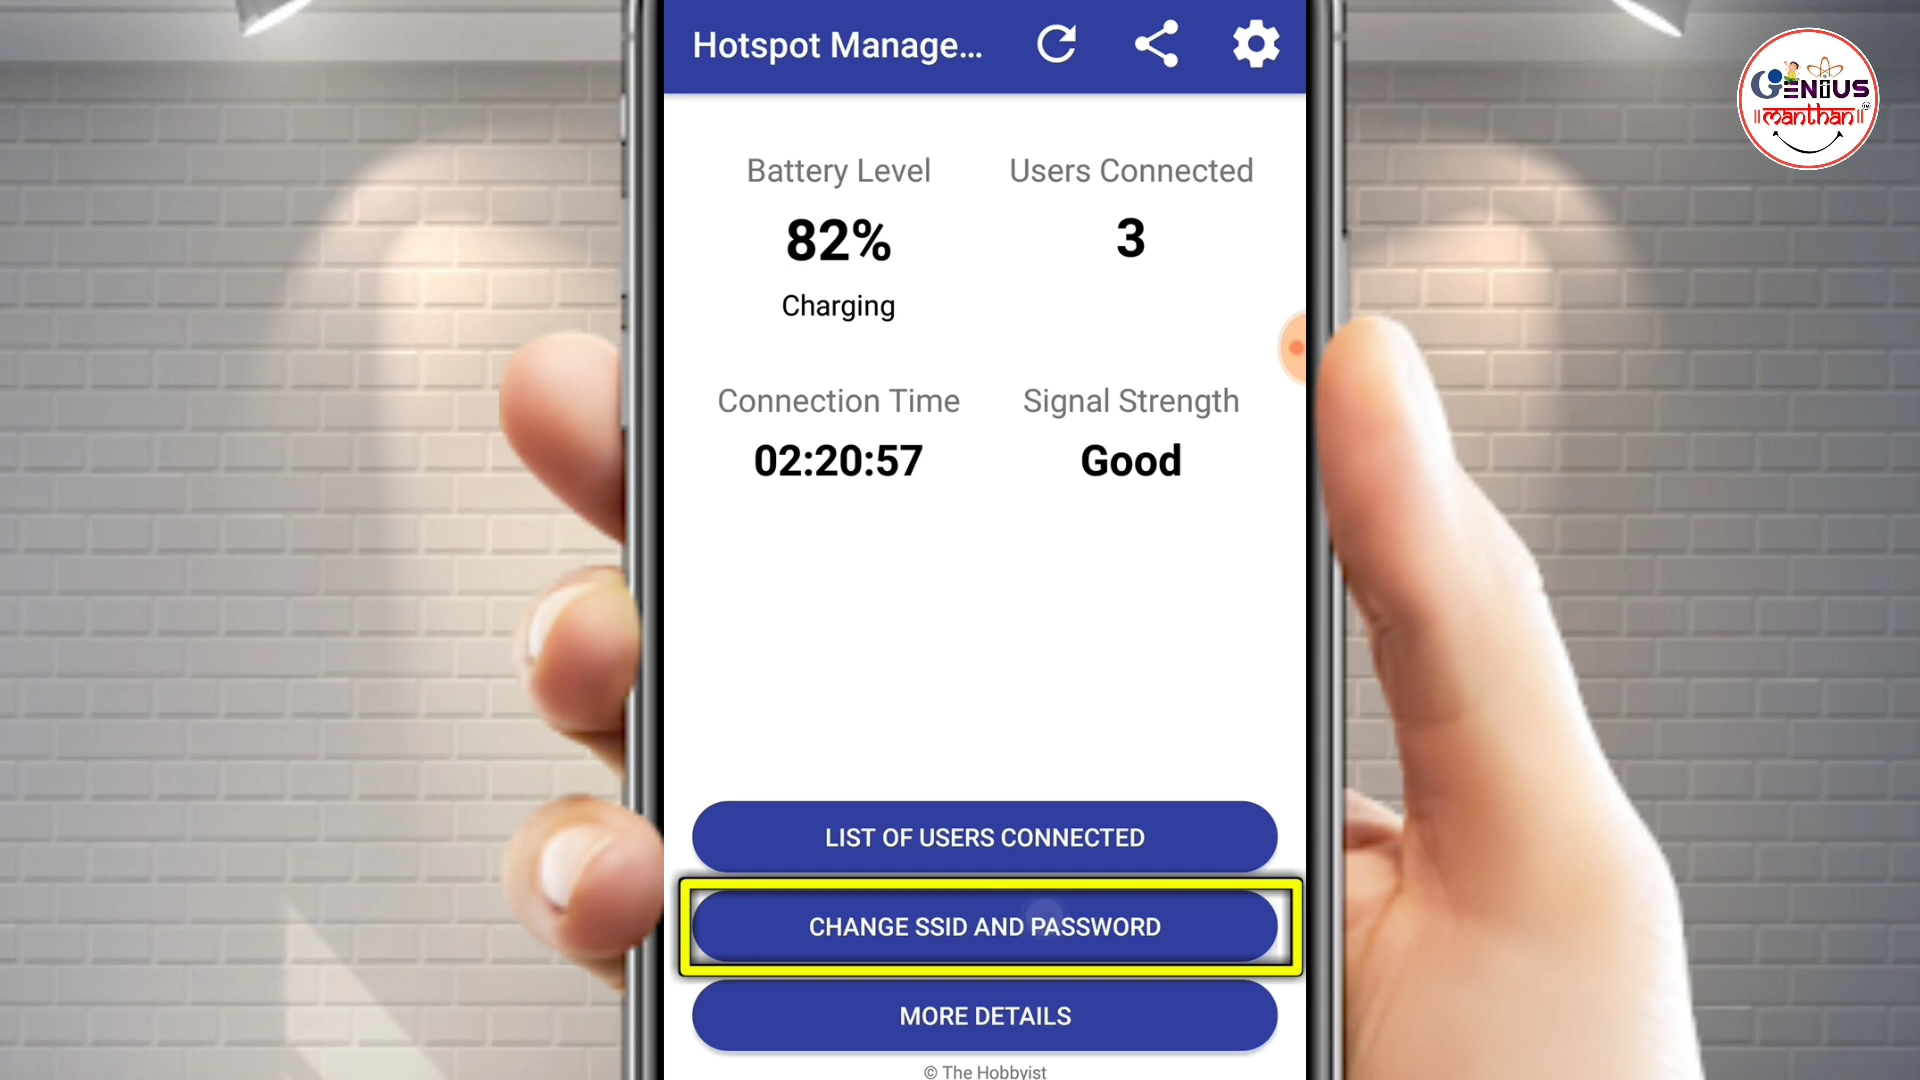 Hotspot Manage...
GENiUS
॥manthan॥
TM
Battery Level
Users Connected
82%
3
Charging
Connection Time
Signal Strength
02:20:57
Good
LIST OF USERS CONNECTED
CHANGE SSID AND PASSWORD
MORE DETAILS
© The Hobbyist